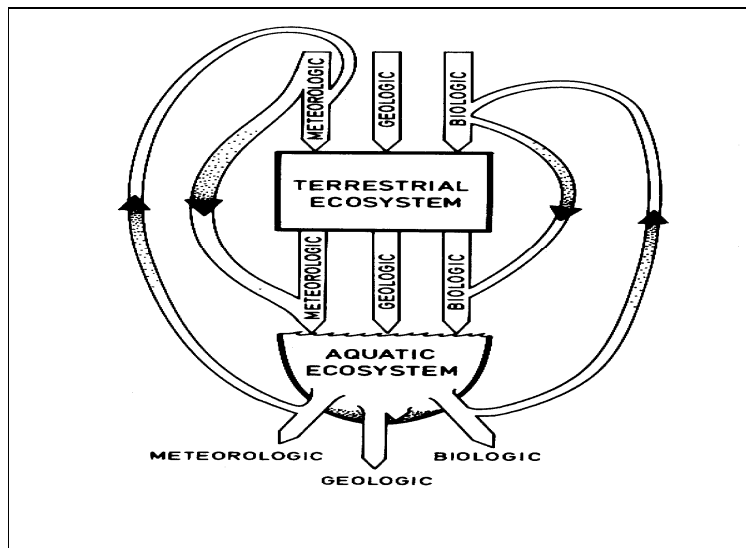 METEOROLOGIC
GEOLOGIC
BIOLOGIC
TERRESTRIAL
ECOSYSTEM
METEOROLOGIC
GEOLOGIC
BIOLOGIC
AQUATIC
ECOSYSTEM
METEOROLOGIC
BIOLOGIC
GEOLOGIC